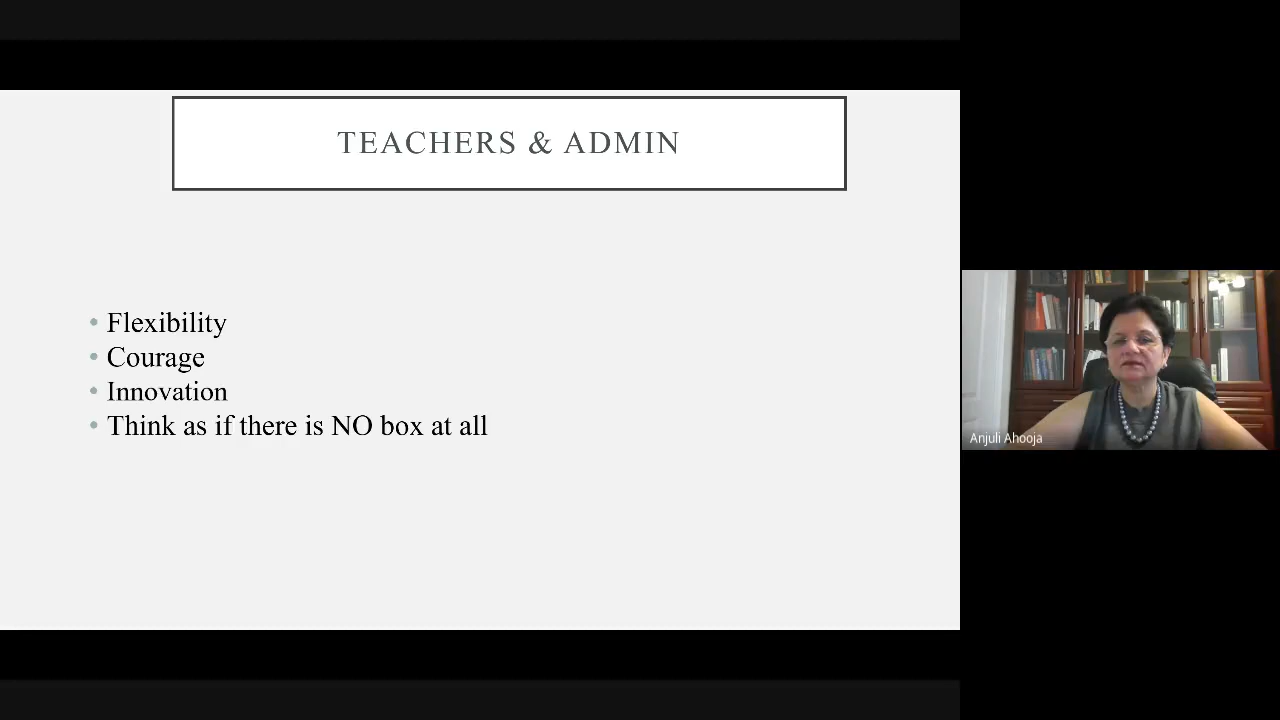 TEACHERS & ADMIN
• Flexibility
• Courage
• Innovation
• Think as if there is NO box at all
Anjuli Ahooja